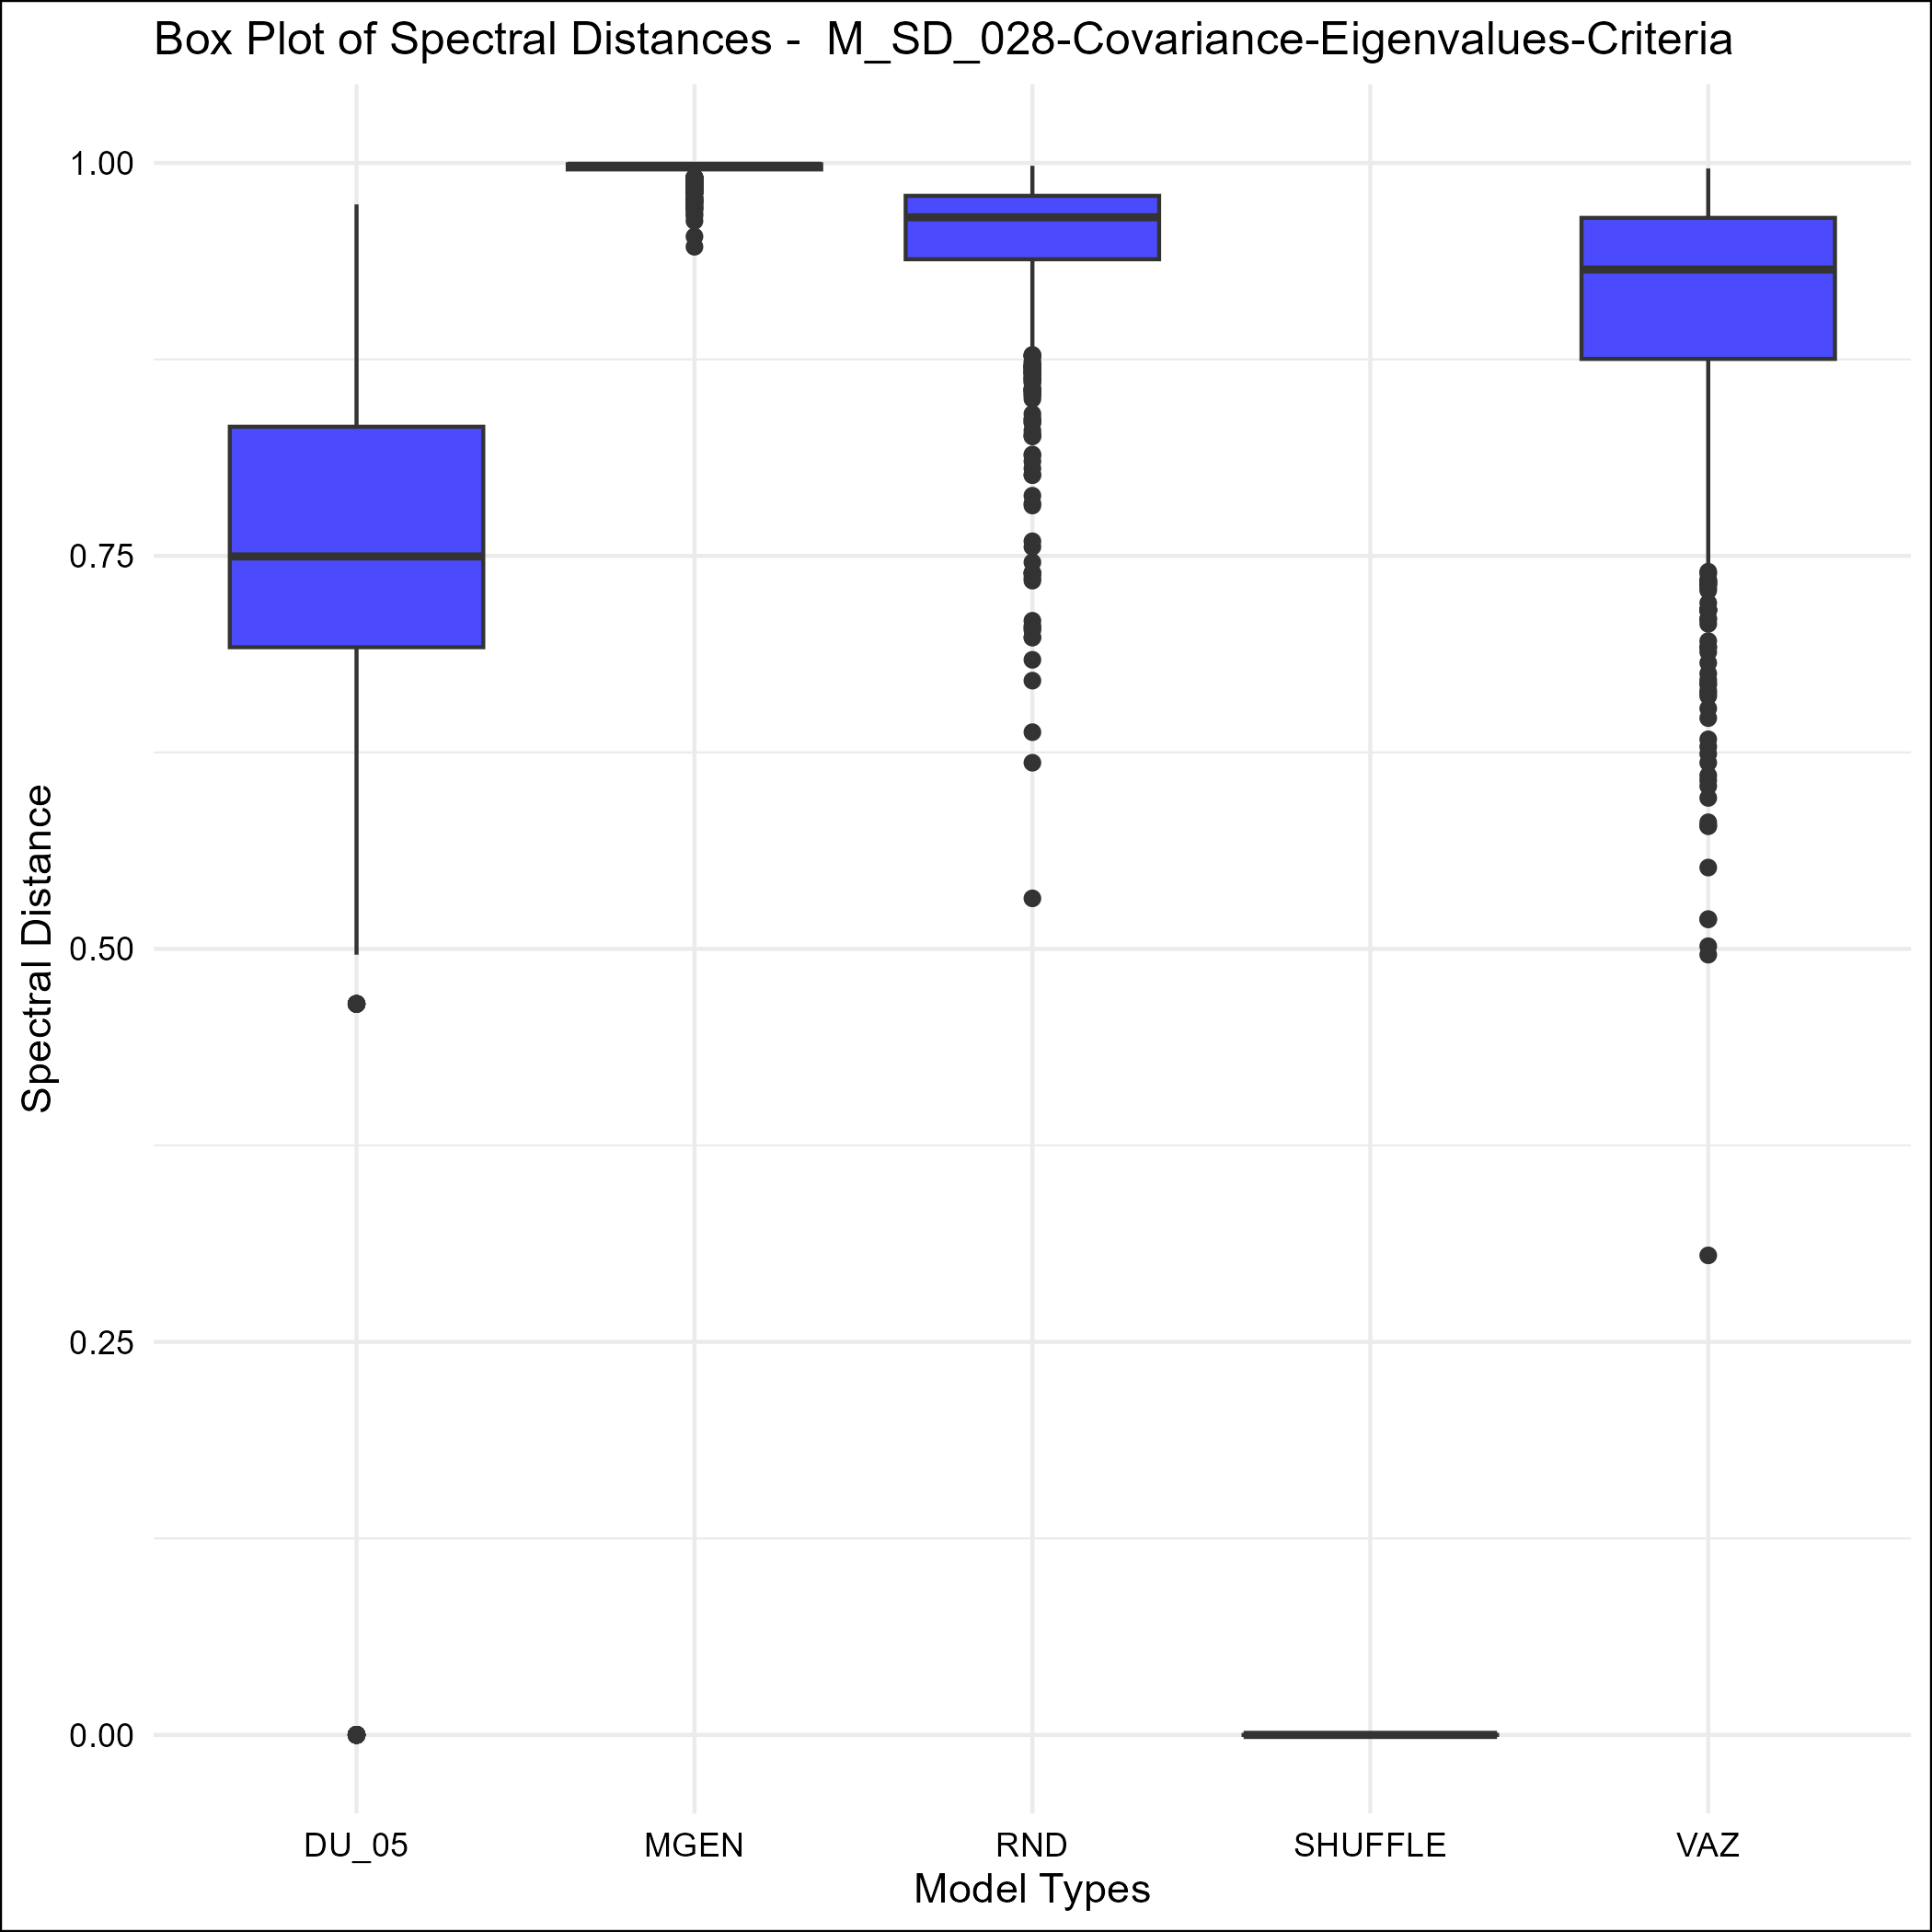 Box Plot of Spectral Distances -  M_SD_028-Covariance-Eigenvalues-Criteria
Spectral Distance
1.00
0.75
0.50
0.25
0.00
DU_05
MGEN
RND
SHUFFLE
VAZ
Model Types